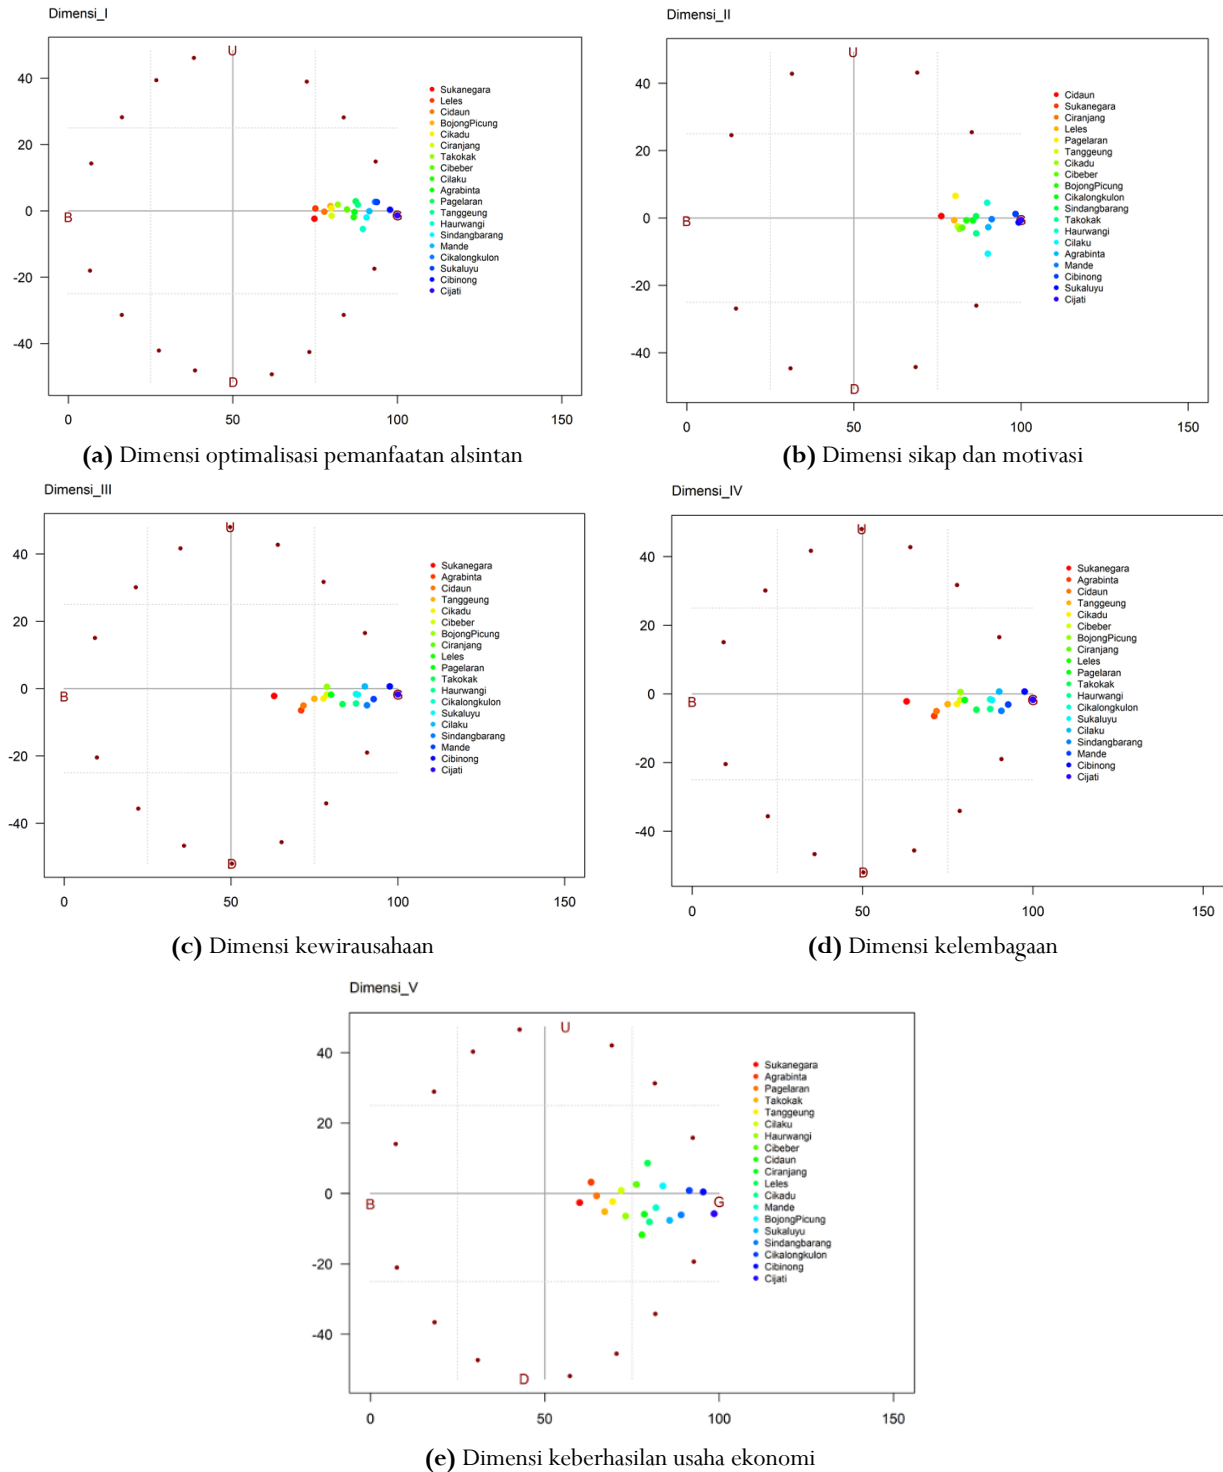 Dimensi_I
U
B
G
D
40
20
0
-20
-40
0
50
100
150
Sukanegara
Leles
Cidaun
BojongPicung
Cikadu
Ciranjang
Takokak
Cibeber
Cilaku
Agrabinta
Pagelaran
Tanggeung
Haurwangi
Sindangbarang
Mande
Cikalongkulon
Sukaluyu
Cibinong
Cijati
(a) Dimensi optimalisasi pemanfaatan alsintan
Dimensi_II
U
B
G
D
40
20
0
-20
-40
0
50
100
150
Cidaun
Sukanegara
Ciranjang
Leles
Pagelaran
Tanggeung
Cikadu
Cibeber
BojongPicung
Cikalongkulon
Sindangbarang
Takokak
Haurwangi
Cilaku
Agrabinta
Mande
Cibinong
Sukaluyu
Cijati
(b) Dimensi sikap dan motivasi
Dimensi_III
U
B
G
D
40
20
0
-20
-40
0
50
100
150
Sukanegara
Agrabinta
Cidaun
Tanggeung
Cikadu
Cibeber
BojongPicung
Ciranjang
Leles
Pagelaran
Takokak
Haurwangi
Cikalongkulon
Sukaluyu
Cilaku
Sindangbarang
Mande
Cibinong
Cijati
(c) Dimensi kewirausahaan
Dimensi_IV
U
B
G
D
40
20
0
-20
-40
0
50
100
150
Sukanegara
Agrabinta
Cidaun
Tanggeung
Cikadu
Cibeber
BojongPicung
Ciranjang
Leles
Pagelaran
Takokak
Haurwangi
Cikalongkulon
Sukaluyu
Cilaku
Sindangbarang
Mande
Cibinong
Cijati
(d) Dimensi kelembagaan
Dimensi_V
U
B
G
D
40
20
0
-20
-40
0
50
100
150
Sukanegara
Agrabinta
Pagelaran
Takokak
Tanggeung
Cilaku
Haurwangi
Cibeber
Cidaun
Ciranjang
Leles
Cikadu
Mande
BojongPicung
Sukaluyu
Sindangbarang
Cikalongkulon
Cibinong
Cijati
(e) Dimensi keberhasilan usaha ekonomi